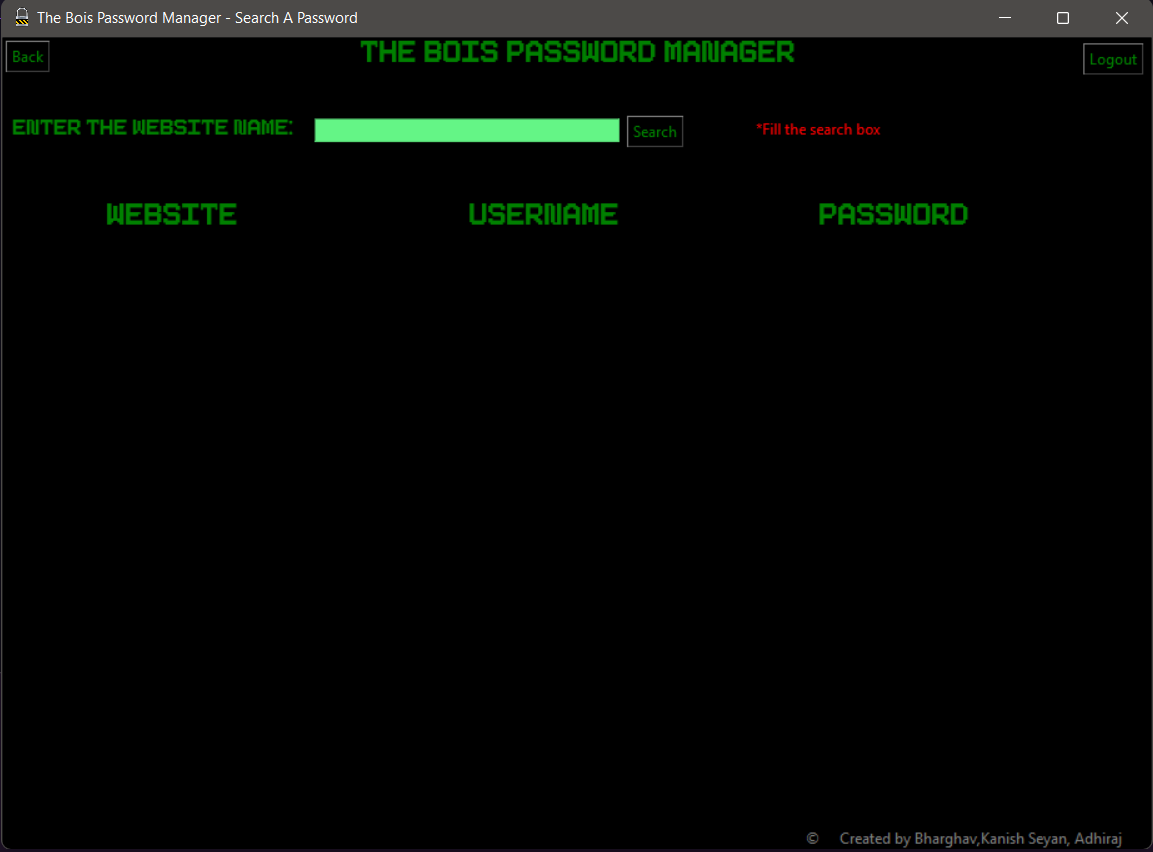 The Bois Password Manager - Search A Password
Back
THE BOIS PASSWORD MANAGER
Logout
ENTER THE WEBSITE NAME:
Search
*Fill the search box
WEBSITE USERNAME PASSWORD
© Created by Bharghav,Kanish Seyan, Adhiraj